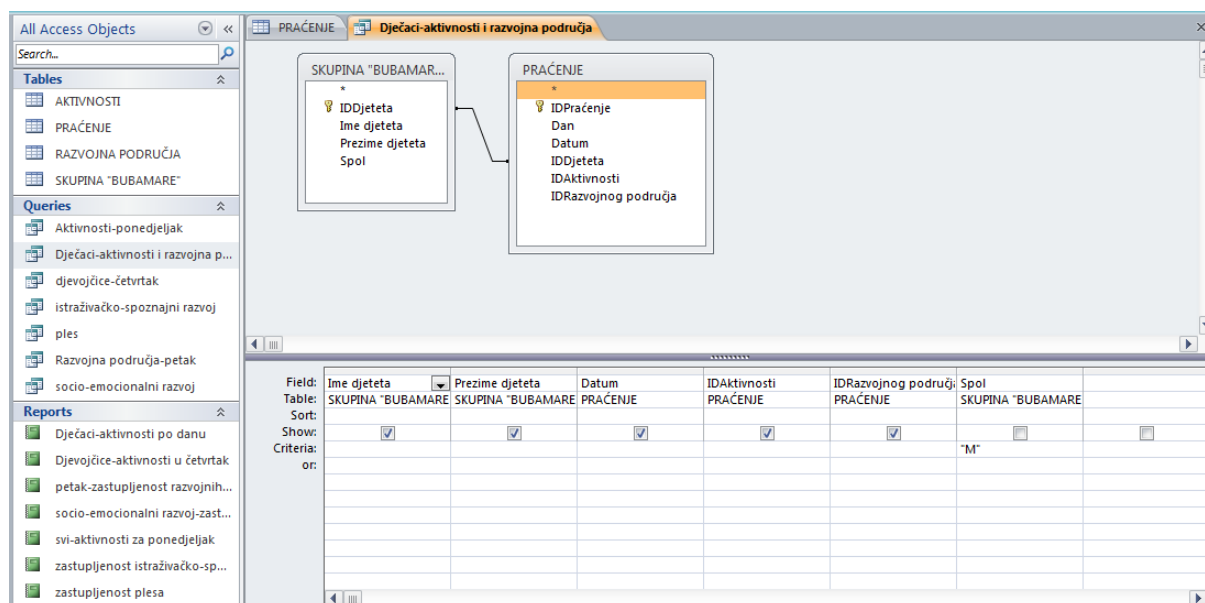 All Access Objects
Search...
Tables
AKTIVNOSTI
PRAĆENJE
RAZVOJNA PODRUČJA
SKUPINA "BUBAMARE"
Queries
Aktivnosti-ponedjeljak
Dječaci-aktivnosti i razvojna p...
djevojčice-četvrtak
istraživačko-spoznajni razvoj
ples
Razvojna područja-petak
socio-emocionalni razvoj
Reports
Dječaci-aktivnosti po danu
Djevojčice-aktivnosti u četvrtak
petak-zastupljenost razvojnih...
socio-emocionalni razvoj-zast...
svi-aktivnosti za ponedjeljak
zastupljenost istraživačko-sp...
zastupljenost plesa
PRAĆENJE Dječaci-aktivnosti i razvojna područja
SKUPINA "BUBAMAR...
*
IDDjeteta
Ime djeteta
Prezime djeteta
Spol
PRAĆENJE
*
IDPraćenje
Dan
Datum
IDDjeteta
IDAktivnosti
IDRazvojnog područja
Field: Ime djeteta Prezime djeteta Datum IDAktivnosti IDRazvojnog područj Spol
Table: SKUPINA "BUBAMARE SKUPINA "BUBAMARE PRAĆENJE PRAĆENJE PRAĆENJE SKUPINA "BUBAMARE
Sort:
Show:
Criteria: "M"
or: